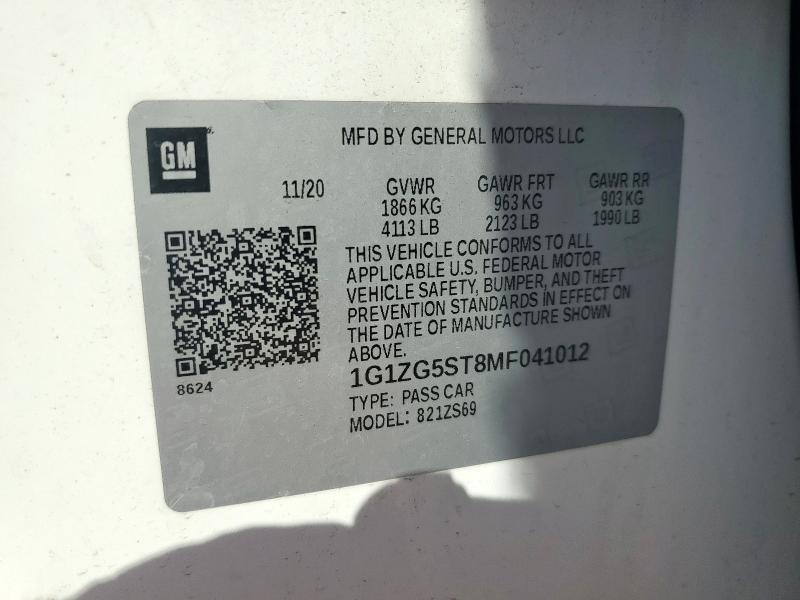 GM
MFD BY GENERAL MOTORS LLC
11/20 GVWR GAWR FRT GAWR RR
1866 KG 963 KG 903 KG
4113 LB 2123 LB 1990 LB
THIS VEHICLE CONFORMS TO ALL
APPLICABLE U.S. FEDERAL MOTOR
VEHICLE SAFETY, BUMPER, AND THEFT
PREVENTION STANDARDS IN EFFECT ON
THE DATE OF MANUFACTURE SHOWN
ABOVE.
8624
1G1ZG5ST8MF041012
TYPE: PASS CAR
MODEL: 821ZS69